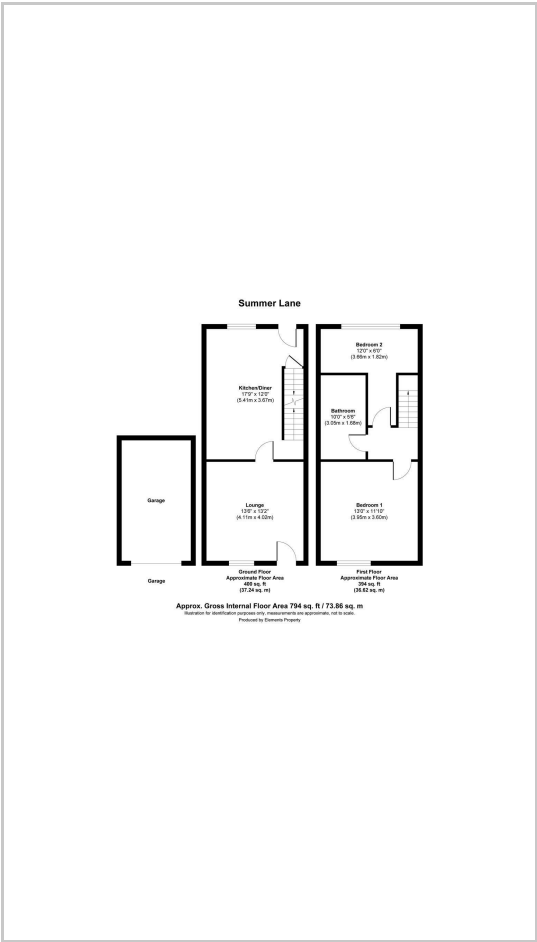 Summer Lane
Bedroom 2
12'0" x 6'0"
(3.66m x 1.82m)
Kitchen/Diner
17'9" x 12'0"
(5.41m x 3.67m)
Bathroom
10'0" x 5'6"
(3.05m x 1.68m)
Garage
Lounge
13'6" x 13'2"
(4.11m x 4.02m)
Bedroom 1
13'0" x 11'10"
(3.95m x 3.60m)
Garage
Ground Floor
Approximate Floor Area
400 sq. ft
(37.24 sq. m)
First Floor
Approximate Floor Area
394 sq. ft
(36.62 sq. m)
Approx. Gross Internal Floor Area 794 sq. ft / 73.86 sq. m
Illustration for identification purposes only, measurements are approximate, not to scale.
Produced by Elements Property